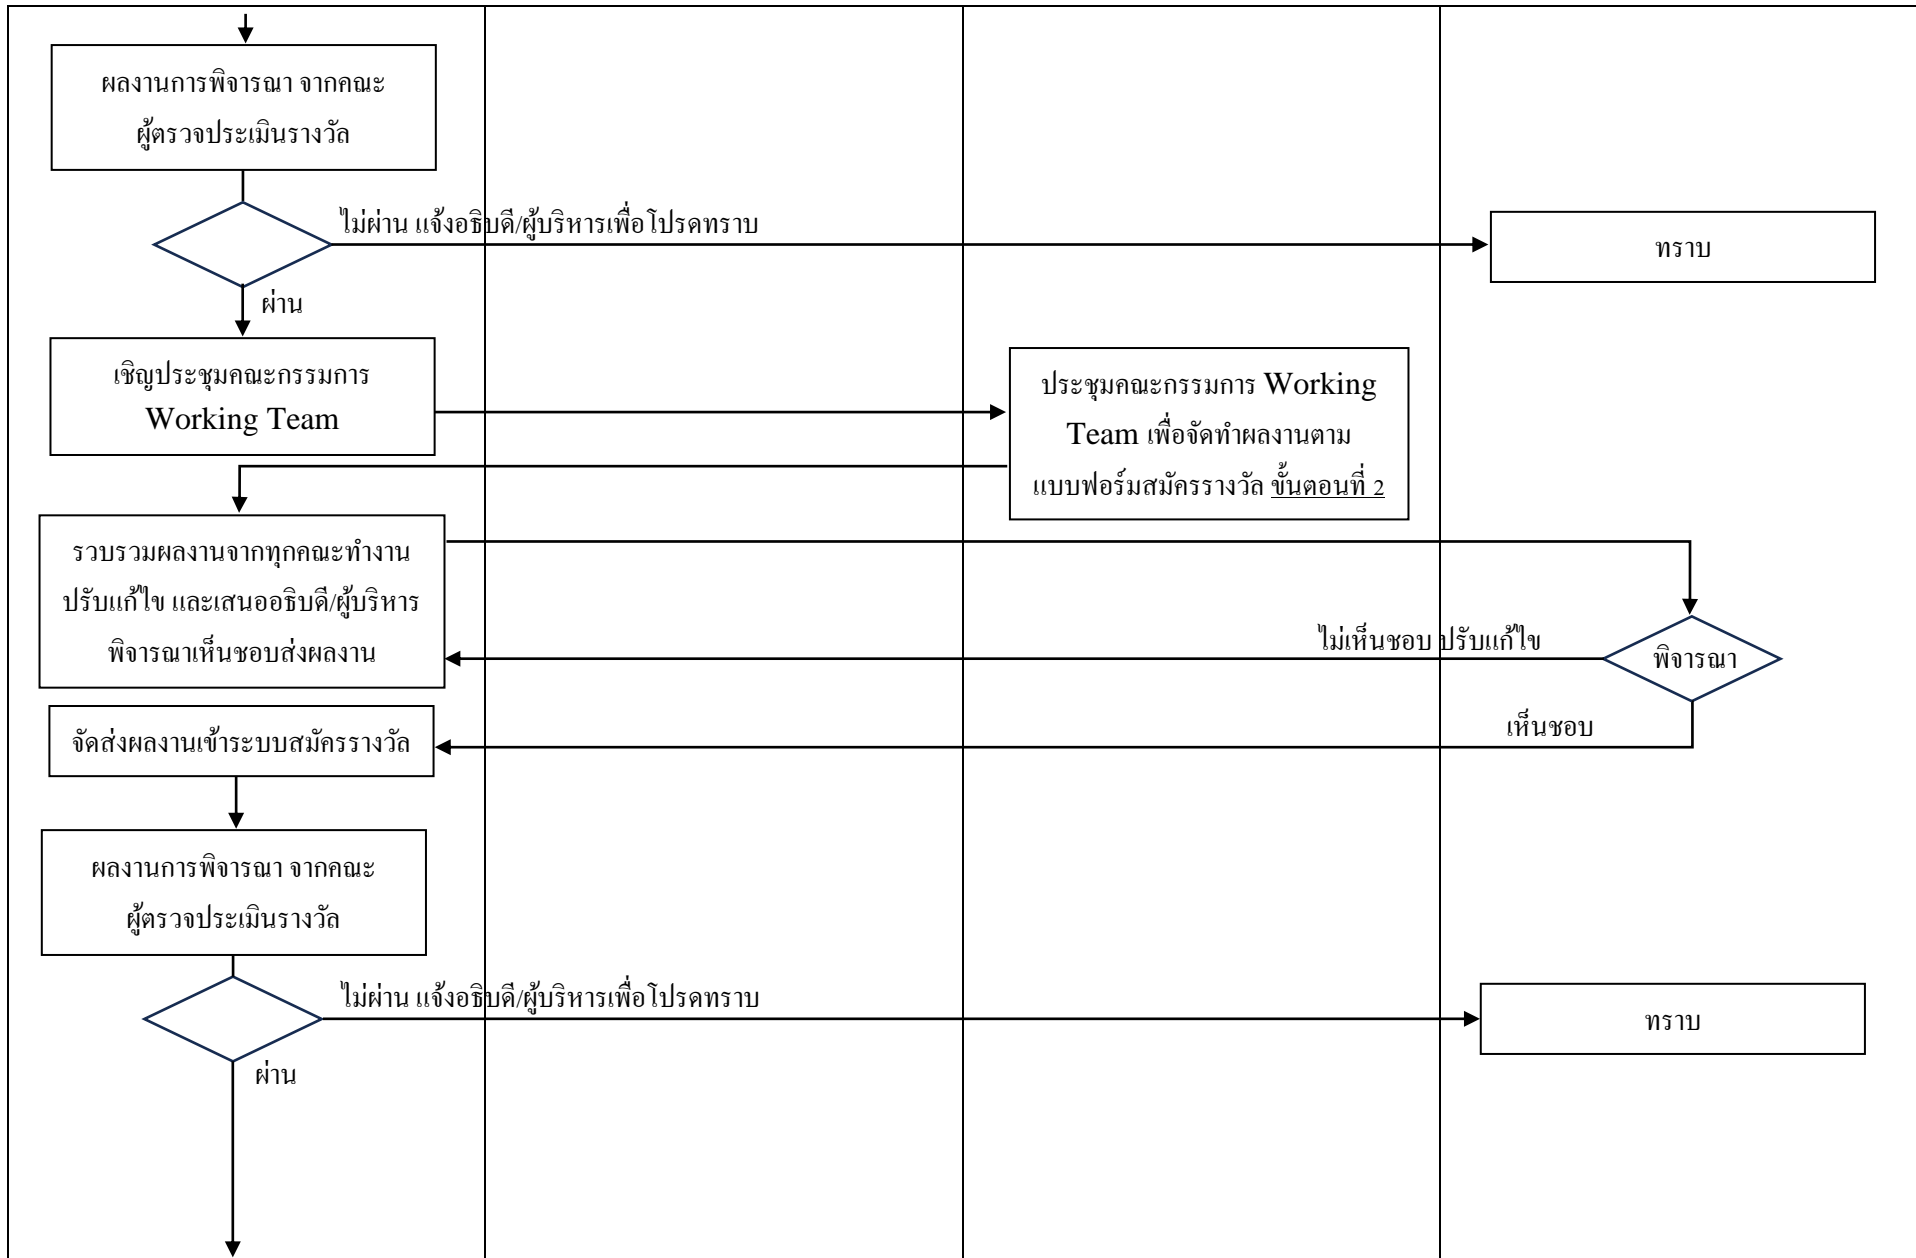 ผลงานการพิจารณา จากคณะ
ผู้ตรวจประเมินรางวัล
ไม่ผ่าน แจ้งอธิบดี/ผู้บริหารเพื่อโปรดทราบ
ทราบ
ผ่าน
เชิญประชุมคณะกรรมการ
Working Team
ประชุมคณะกรรมการ Working
Team เพื่อจัดทำผลงานตาม
แบบฟอร์มสมัครรางวัล ขั้นตอนที่ 2
รวบรวมผลงานจากทุกคณะทำงาน
ปรับแก้ไข และเสนออธิบดี/ผู้บริหาร
พิจารณาเห็นชอบส่งผลงาน
ไม่เห็นชอบ ปรับแก้ไข
พิจารณา
เห็นชอบ
จัดส่งผลงานเข้าระบบสมัครรางวัล
ผลงานการพิจารณา จากคณะ
ผู้ตรวจประเมินรางวัล
ไม่ผ่าน แจ้งอธิบดี/ผู้บริหารเพื่อโปรดทราบ
ทราบ
ผ่าน